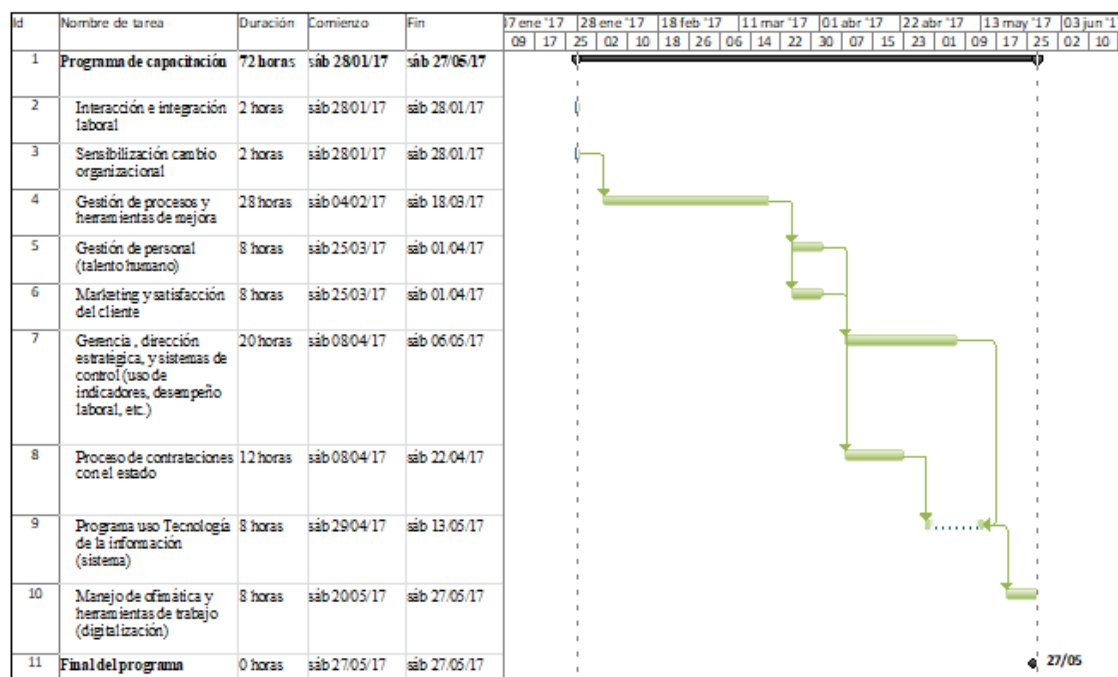 Id Nombre de tarea Duración Comienzo Fin 07 ene '17 28 ene '17 18 feb '17 11 mar '17 01 abr '17 22 abr '17 13 may '17 03 jun '1
09 17 25 02 10 18 26 06 14 22 30 07 15 23 01 09 17 25 02 10
1 Programa de capacitación 72 horas sáb 28/01/17 sáb 27/05/17
2 Interacción e integración 2 horas sáb 28/01/17 sáb 28/01/17
laboral
3 Sensibilización cambio 2 horas sáb 28/01/17 sáb 28/01/17
organizacional
4 Gestión de procesos y 28 horas sáb 04/02/17 sáb 18/03/17
herramientas de mejora
5 Gestión de personal 8 horas sáb 25/03/17 sáb 01/04/17
(talento humano)
6 Marketing y satisfacción 8 horas sáb 25/03/17 sáb 01/04/17
del cliente
7 Gerencia , dirección 20 horas sáb 08/04/17 sáb 06/05/17
estratégica, y sistemas de
control (uso de
indicadores, desempeño
laboral, etc.)
8 Proceso de contrataciones 12 horas sáb 08/04/17 sáb 22/04/17
con el estado
9 Programa uso Tecnología 8 horas sáb 29/04/17 sáb 13/05/17
de la información
(sistema)
10 Manejo de ofimática y 8 horas sáb 20/05/17 sáb 27/05/17
herramientas de trabajo
(digitalización)
11 Final del programa 0 horas sáb 27/05/17 sáb 27/05/17 27/05